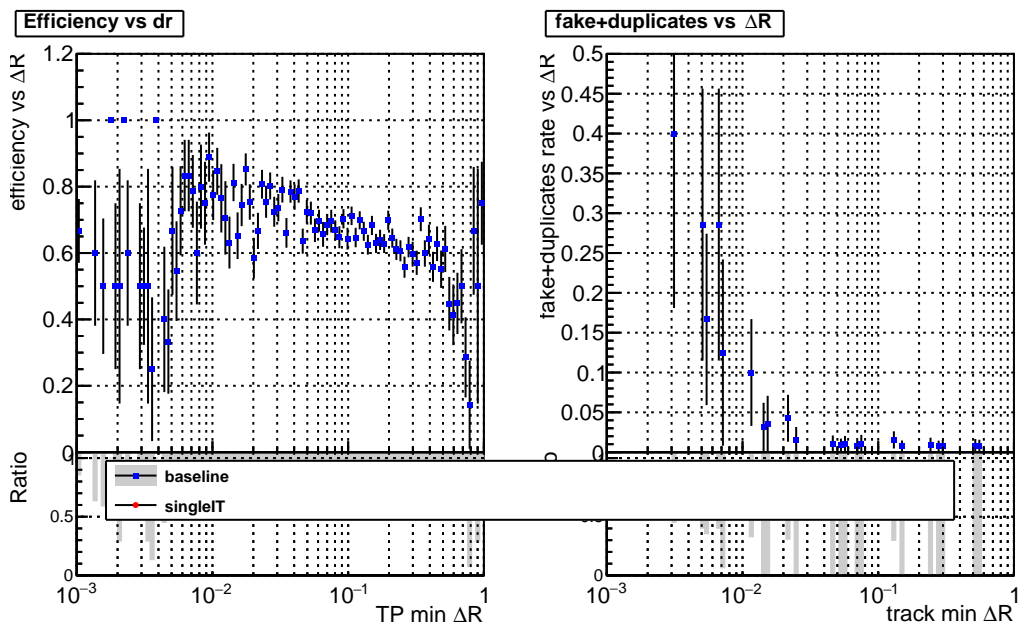 Efficiency vs dr
efficiency vs ΔR
1.2
1
0.8
0.6
0.4
0.2
0
Ratio
1
0.5
0
10⁻³ 10⁻² 10⁻¹ 1
TP min ΔR
fake+duplicates vs ΔR
fake+duplicates rate vs ΔR
0.5
0.45
0.4
0.35
0.3
0.25
0.2
0.15
0.1
0.05
0
0
10⁻³ 10⁻² 10⁻¹ 1
track min ΔR
baseline
singleIT